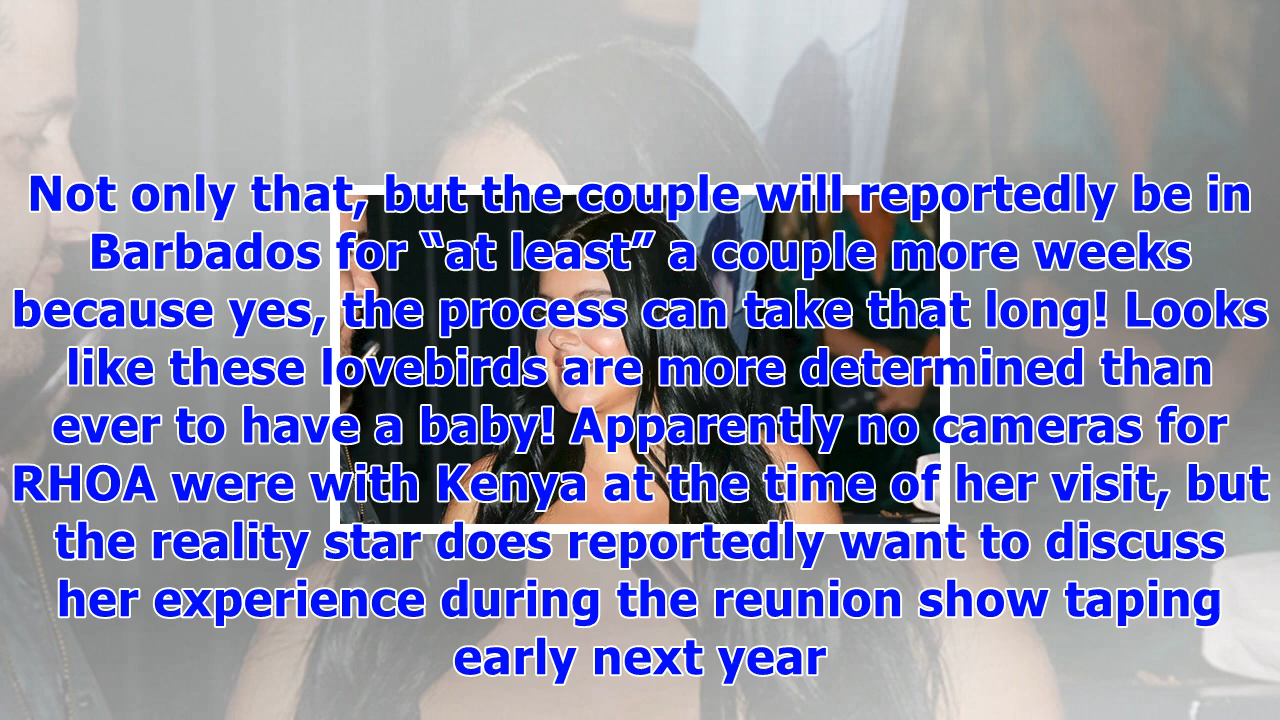 Not only that, but the couple will reportedly be in
Barbados for “at least” a couple more weeks
because yes, the process can take that long! Looks
like these lovebirds are more determined than
ever to have a baby! Apparently no cameras for
RHOA were with Kenya at the time of her visit, but
the reality star does reportedly want to discuss
her experience during the reunion show taping
early next year